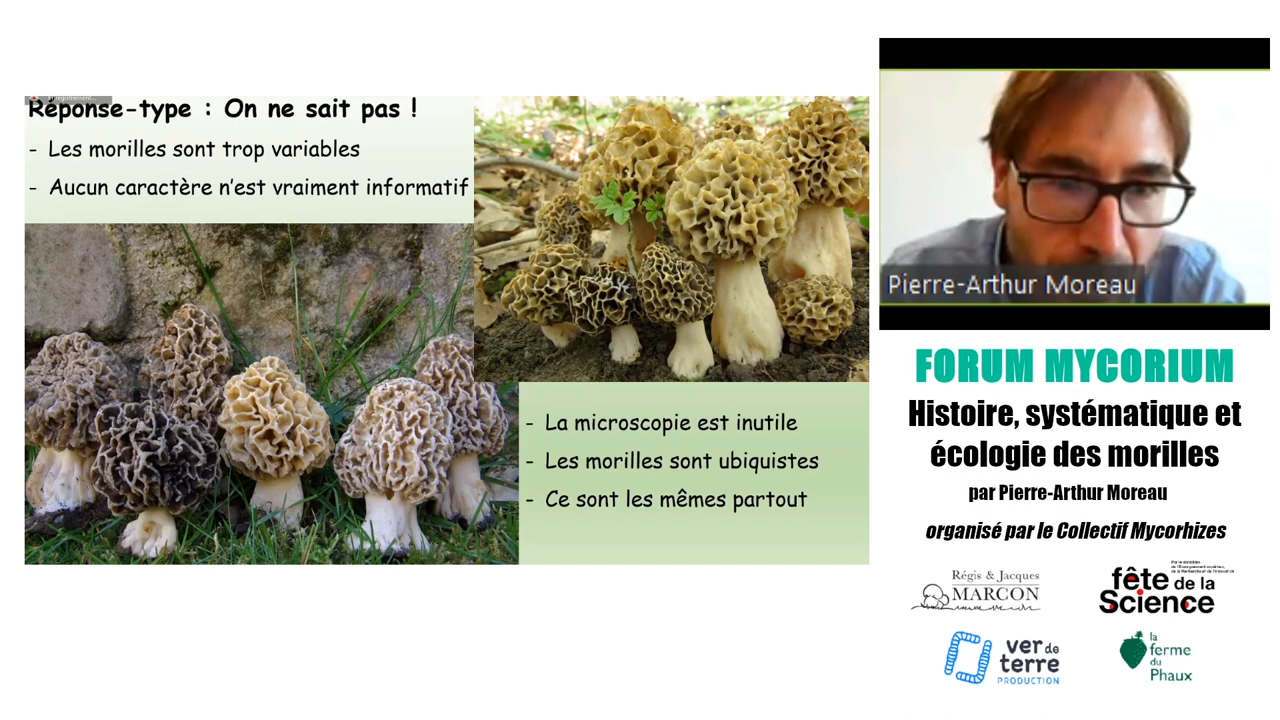 Réponse-type : On ne sait pas !
- Les morilles sont trop variables
- Aucun caractère n'est vraiment informatif
- La microscopie est inutile
- Les morilles sont ubiquistes
- Ce sont les mêmes partout
Pierre-Arthur Moreau
FORUM MYCORIUM
Histoire, systématique et
écologie des morilles
par Pierre-Arthur Moreau
organisé par le Collectif Mycorhizes
Régis & Jacques
MARCON
fête de la
Science
ver de
terre
PRODUCTION
la
ferme
du
Phaux